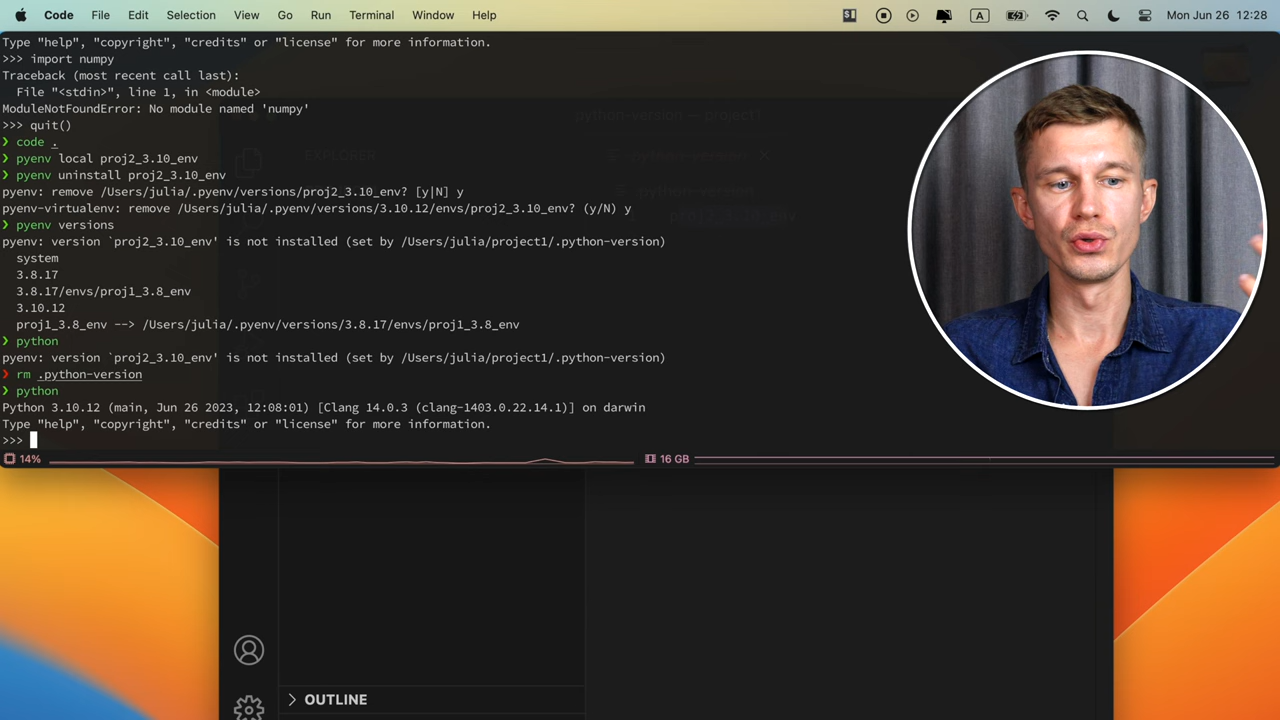 Code File Edit Selection View Go Run Terminal Window Help A Mon Jun 26 12:28
Type "help", "copyright", "credits" or "license" for more information.
>>> import numpy
Traceback (most recent call last):
  File "<stdin>", line 1, in <module>
ModuleNotFoundError: No module named 'numpy'
>>> quit()
❯ code .
❯ pyenv local proj2_3.10_env
❯ pyenv uninstall proj2_3.10_env
pyenv: remove /Users/julia/.pyenv/versions/proj2_3.10_env? [y|N] y
pyenv-virtualenv: remove /Users/julia/.pyenv/versions/3.10.12/envs/proj2_3.10_env? (y/N) y
❯ pyenv versions
pyenv: version `proj2_3.10_env' is not installed (set by /Users/julia/project1/.python-version)
  system
  3.8.17
  3.8.17/envs/proj1_3.8_env
  3.10.12
  proj1_3.8_env --> /Users/julia/.pyenv/versions/3.8.17/envs/proj1_3.8_env
❯ python
pyenv: version `proj2_3.10_env' is not installed (set by /Users/julia/project1/.python-version)
❯ rm .python-version
❯ python
Python 3.10.12 (main, Jun 26 2023, 12:08:01) [Clang 14.0.3 (clang-1403.0.22.14.1)] on darwin
Type "help", "copyright", "credits" or "license" for more information.
>>>
14% 16 GB
python-version — project1
EXPLORER
OUTLINE